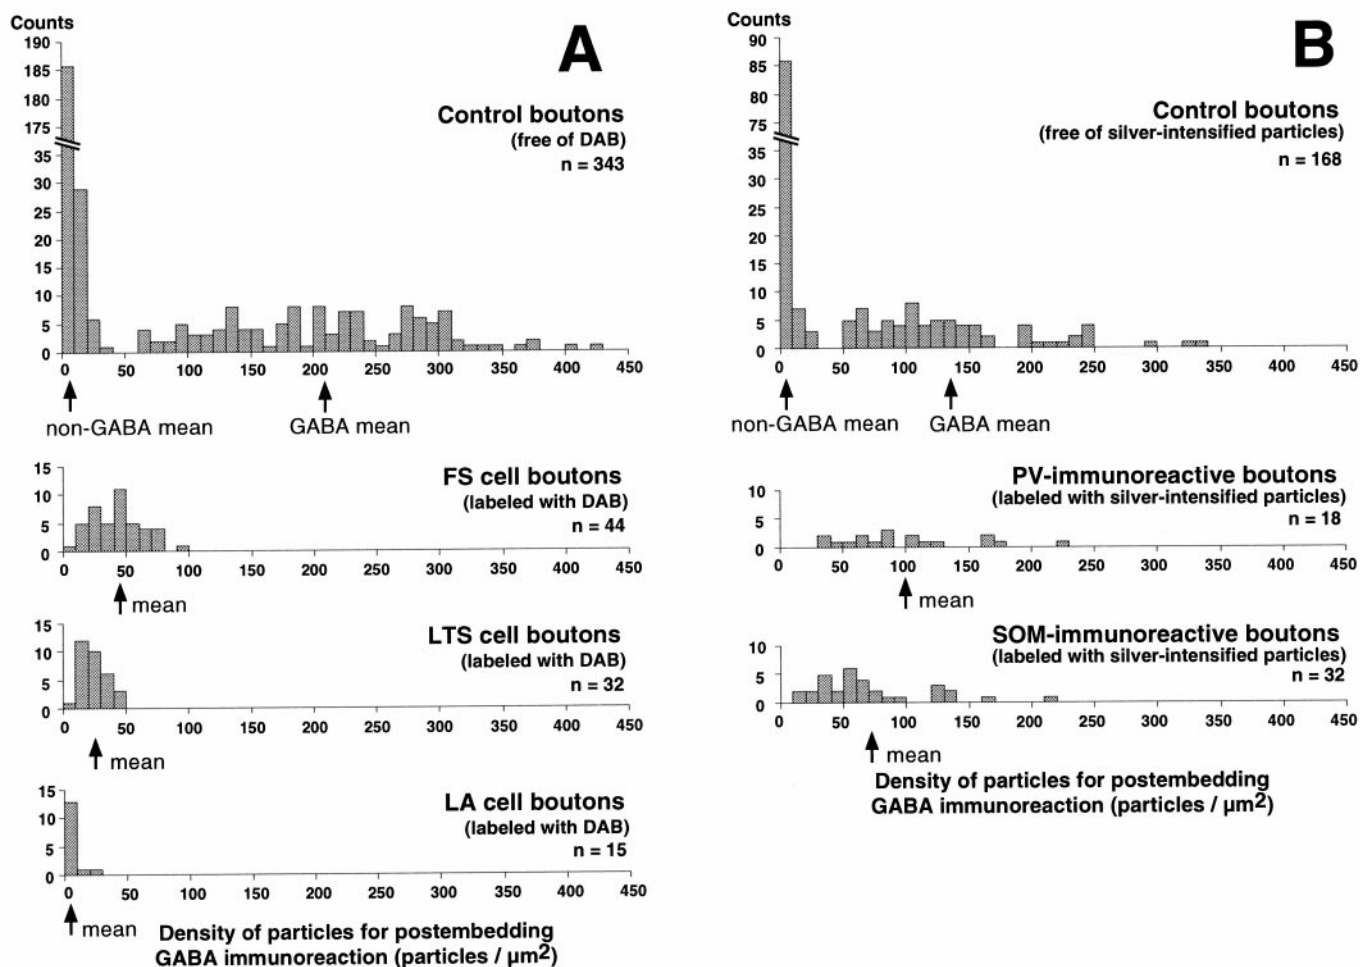 A
Counts
190
185
180
175
35
30
25
20
15
10
5
0
Control boutons
(free of DAB)
n = 343
0 50 100 150 200 250 300 350 400 450
non-GABA mean GABA mean
15
10
5
0
FS cell boutons
(labeled with DAB)
n = 44
0 50 100 150 200 250 300 350 400 450
mean
15
10
5
0
LTS cell boutons
(labeled with DAB)
n = 32
0 50 100 150 200 250 300 350 400 450
mean
15
10
5
0
LA cell boutons
(labeled with DAB)
n = 15
0 50 100 150 200 250 300 350 400 450
mean
Density of particles for postembedding
GABA immunoreaction (particles / µm2)
B
Counts
90
85
80
75
35
30
25
20
15
10
5
0
Control boutons
(free of silver-intensified particles)
n = 168
0 50 100 150 200 250 300 350 400 450
non-GABA mean GABA mean
10
5
0
PV-immunoreactive boutons
(labeled with silver-intensified particles)
n = 18
0 50 100 150 200 250 300 350 400 450
mean
10
5
0
SOM-immunoreactive boutons
(labeled with silver-intensified particles)
n = 32
0 50 100 150 200 250 300 350 400 450
mean
Density of particles for postembedding
GABA immunoreaction (particles / µm2)